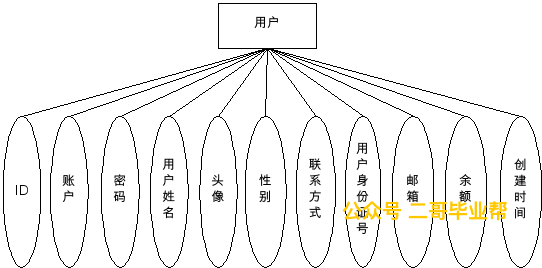 用户
ID
账户
密码
用户姓名
头像
性别
联系方式
用户身份证号
邮箱
余额
创建时间
公众号 二哥毕业帮